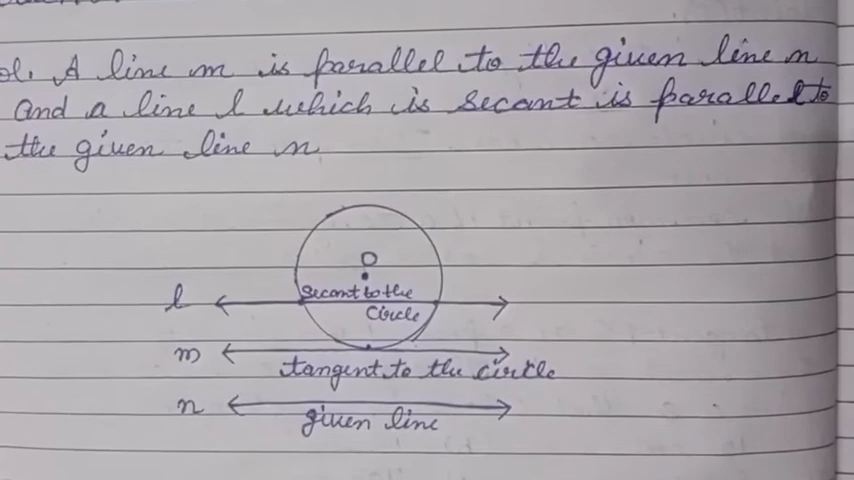 ol. A line m is parallel to the given line n
and a line l which is secant is parallel to
the given line n
O
l
secant to the
circle
m
tangent to the circle
n
given line